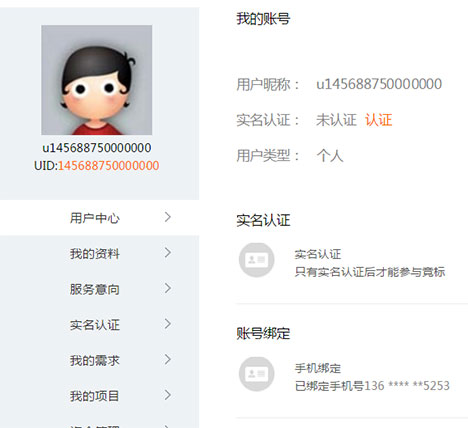 u145688750000000
UID:145688750000000
用户中心
我的资料
服务意向
实名认证
我的需求
我的项目
我的账号
用户昵称： u145688750000000
实名认证： 未认证 认证
用户类型： 个人
实名认证
实名认证
只有实名认证后才能参与竞标
账号绑定
手机绑定
已绑定手机号136 **** **5253